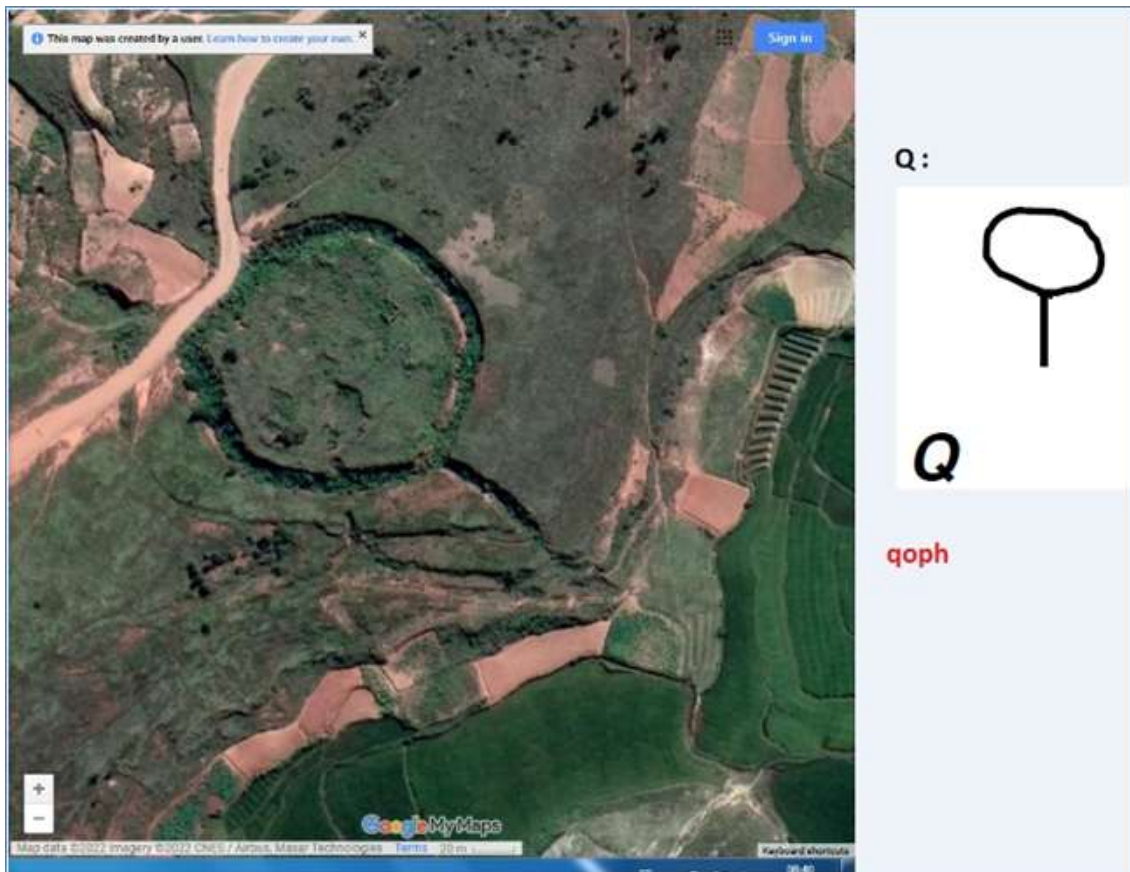 This map was created by a user. Learn how to create your own.
Sign in
Q :
Q
qoph
Google My Maps
Map data ©2022 Imagery ©2022 CNES / Airbus, Maxar Technologies Terms 20 m
Keyboard shortcuts